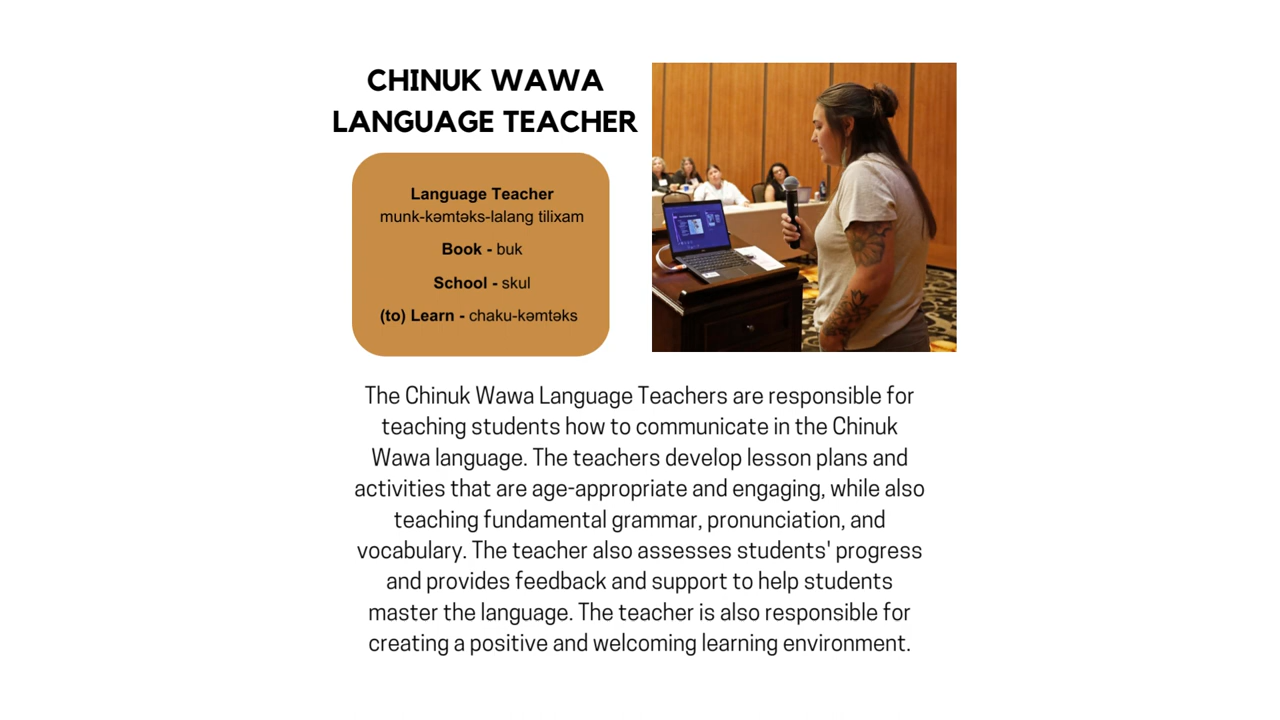 CHINUK WAWA
LANGUAGE TEACHER
Language Teacher
munk-kəmtəks-lalang tilixam
Book - buk
School - skul
(to) Learn - chaku-kəmtəks
The Chinuk Wawa Language Teachers are responsible for
teaching students how to communicate in the Chinuk
Wawa language. The teachers develop lesson plans and
activities that are age-appropriate and engaging, while also
teaching fundamental grammar, pronunciation, and
vocabulary. The teacher also assesses students' progress
and provides feedback and support to help students
master the language. The teacher is also responsible for
creating a positive and welcoming learning environment.